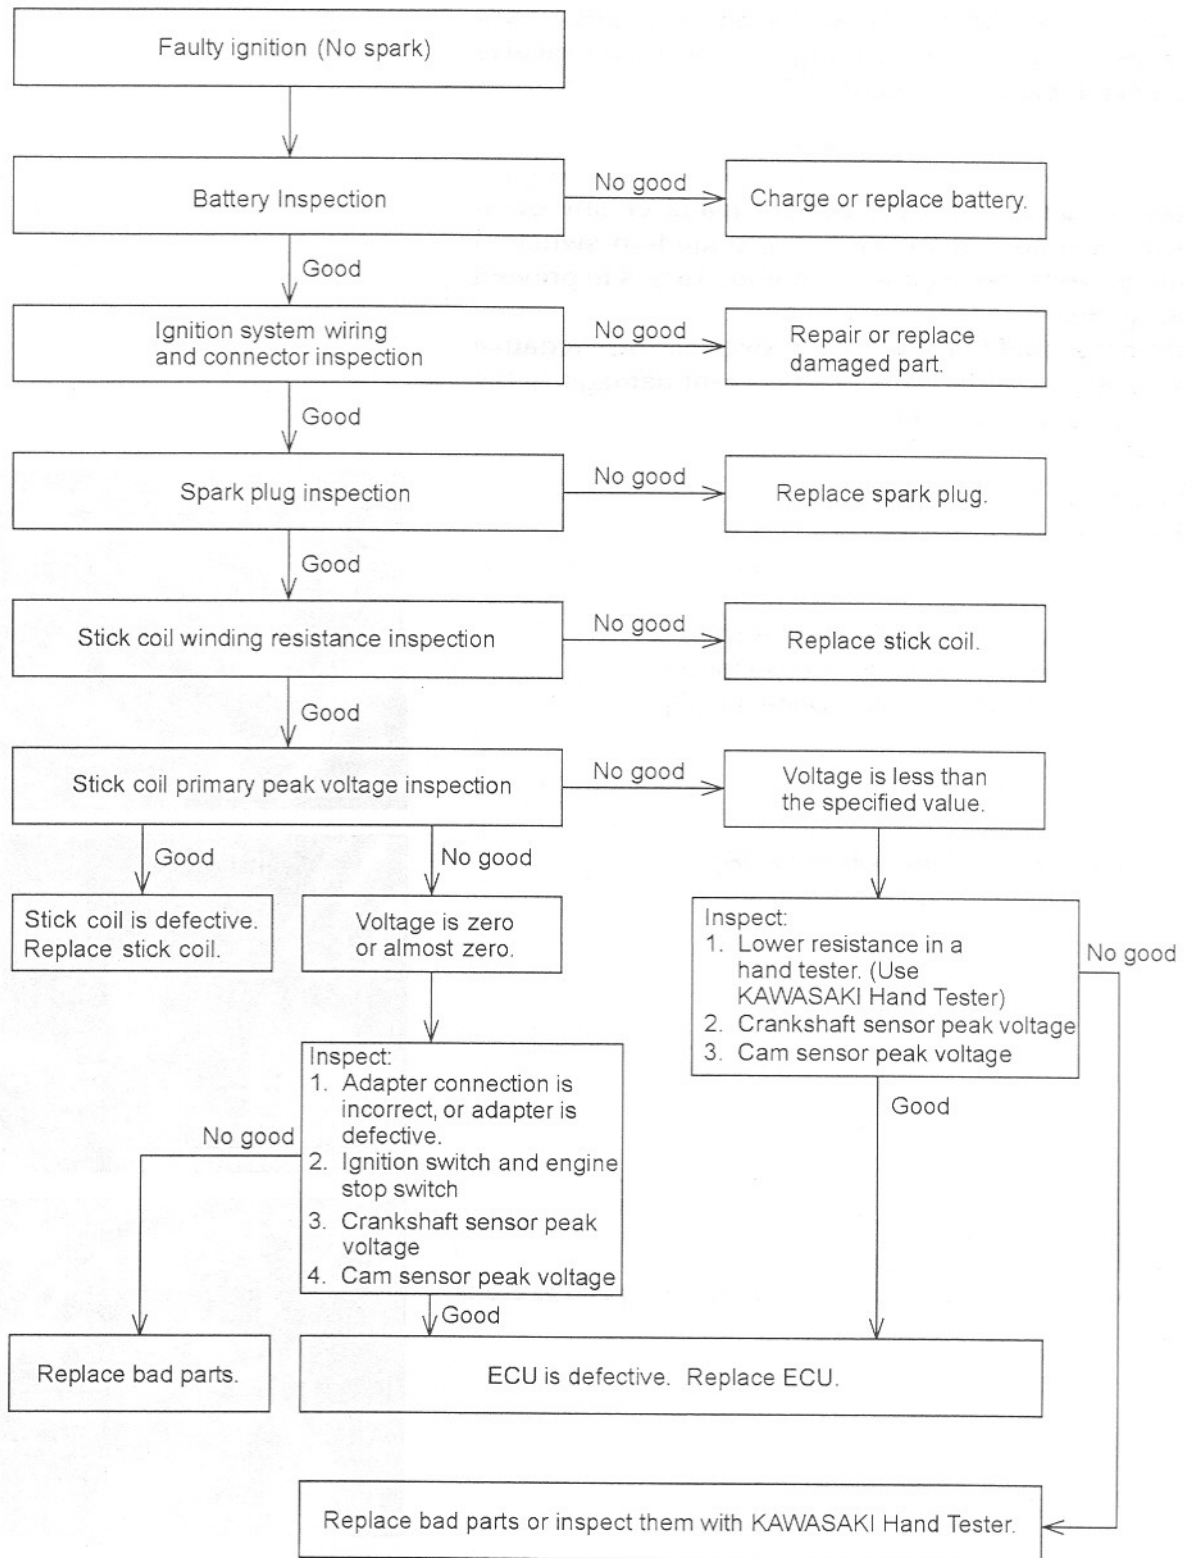 Faulty ignition (No spark)
Battery Inspection
No good
Charge or replace battery.
Good
Ignition system wiring
and connector inspection
No good
Repair or replace
damaged part.
Good
Spark plug inspection
No good
Replace spark plug.
Good
Stick coil winding resistance inspection
No good
Replace stick coil.
Good
Stick coil primary peak voltage inspection
No good
Voltage is less than
the specified value.
Good
No good
Stick coil is defective.
Replace stick coil.
Voltage is zero
or almost zero.
Inspect:
1. Lower resistance in a
hand tester. (Use
KAWASAKI Hand Tester)
2. Crankshaft sensor peak voltage
3. Cam sensor peak voltage
No good
Good
Inspect:
1. Adapter connection is
incorrect, or adapter is
defective.
2. Ignition switch and engine
stop switch
3. Crankshaft sensor peak
voltage
4. Cam sensor peak voltage
No good
Good
Replace bad parts.
ECU is defective. Replace ECU.
Replace bad parts or inspect them with KAWASAKI Hand Tester.